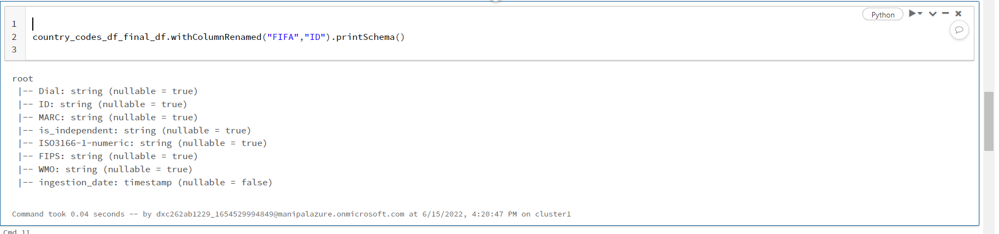 Python
1
2 country_codes_df_final_df.withColumnRenamed("FIFA","ID").printSchema()
3
root
 |-- Dial: string (nullable = true)
 |-- ID: string (nullable = true)
 |-- MARC: string (nullable = true)
 |-- is_independent: string (nullable = true)
 |-- ISO3166-1-numeric: string (nullable = true)
 |-- FIPS: string (nullable = true)
 |-- WMO: string (nullable = true)
 |-- ingestion_date: timestamp (nullable = false)
Command took 0.04 seconds -- by dxc262ab1229_1654529994849@manipalazure.onmicrosoft.com at 6/15/2022, 4:20:47 PM on cluster1
Cmd 11